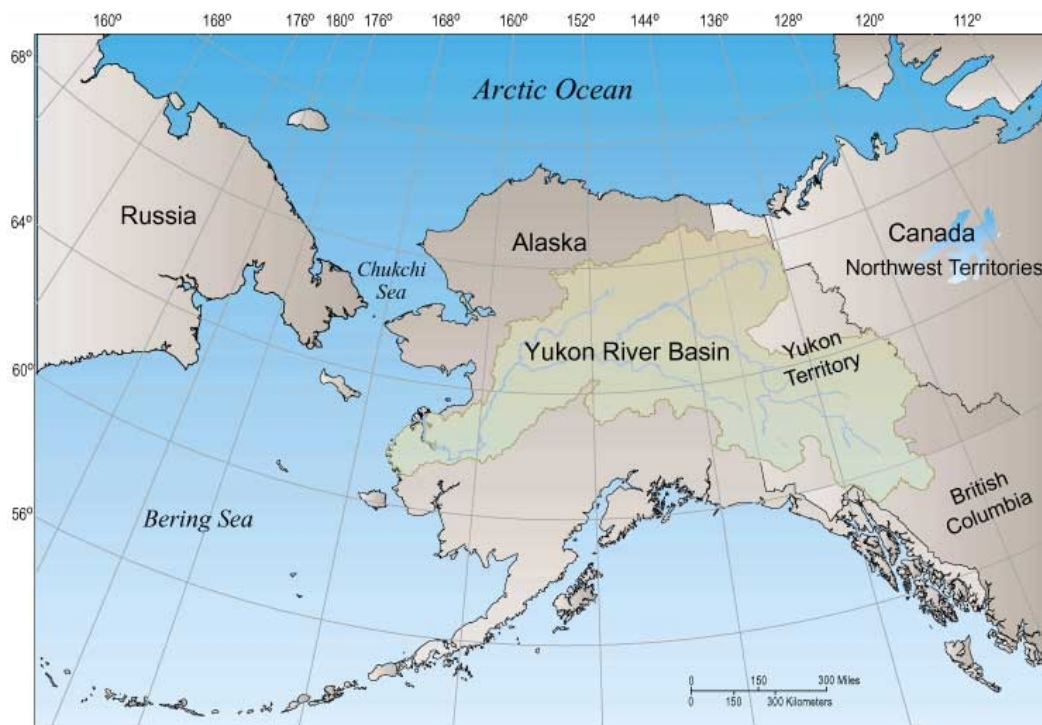 160° 168° 176° 180° 176° 168° 160° 152° 144° 136° 128° 120° 112°
68°
Arctic Ocean
Russia
64°
Alaska
Canada
Chukchi
Sea
Northwest Territories
Yukon River Basin
Yukon
Territory
60°
British
Columbia
56°
Bering Sea
0 150 300 Miles
0 150 300 Kilometers